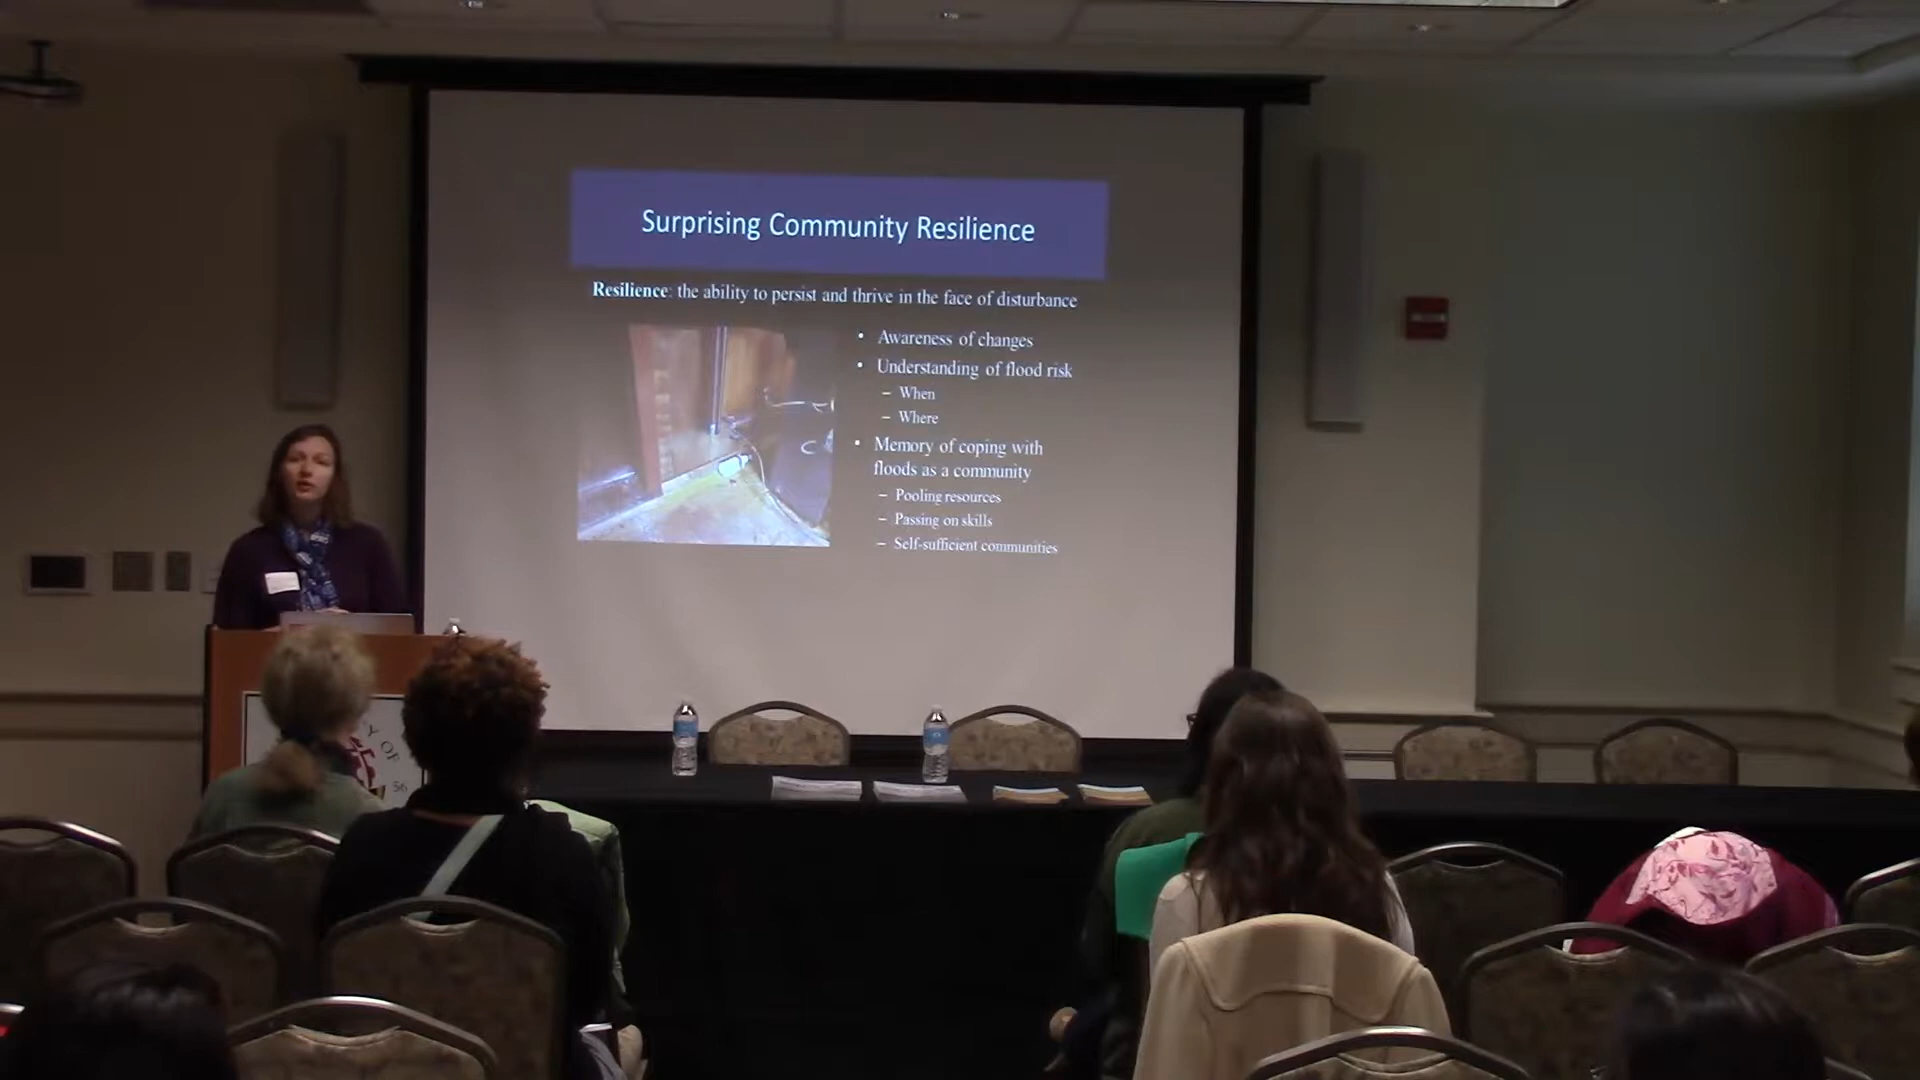 Surprising Community Resilience
Resilience: the ability to persist and thrive in the face of disturbance
• Awareness of changes
• Understanding of flood risk
– When
– Where
• Memory of coping with
floods as a community
– Pooling resources
– Passing on skills
– Self-sufficient communities
Y OF
56